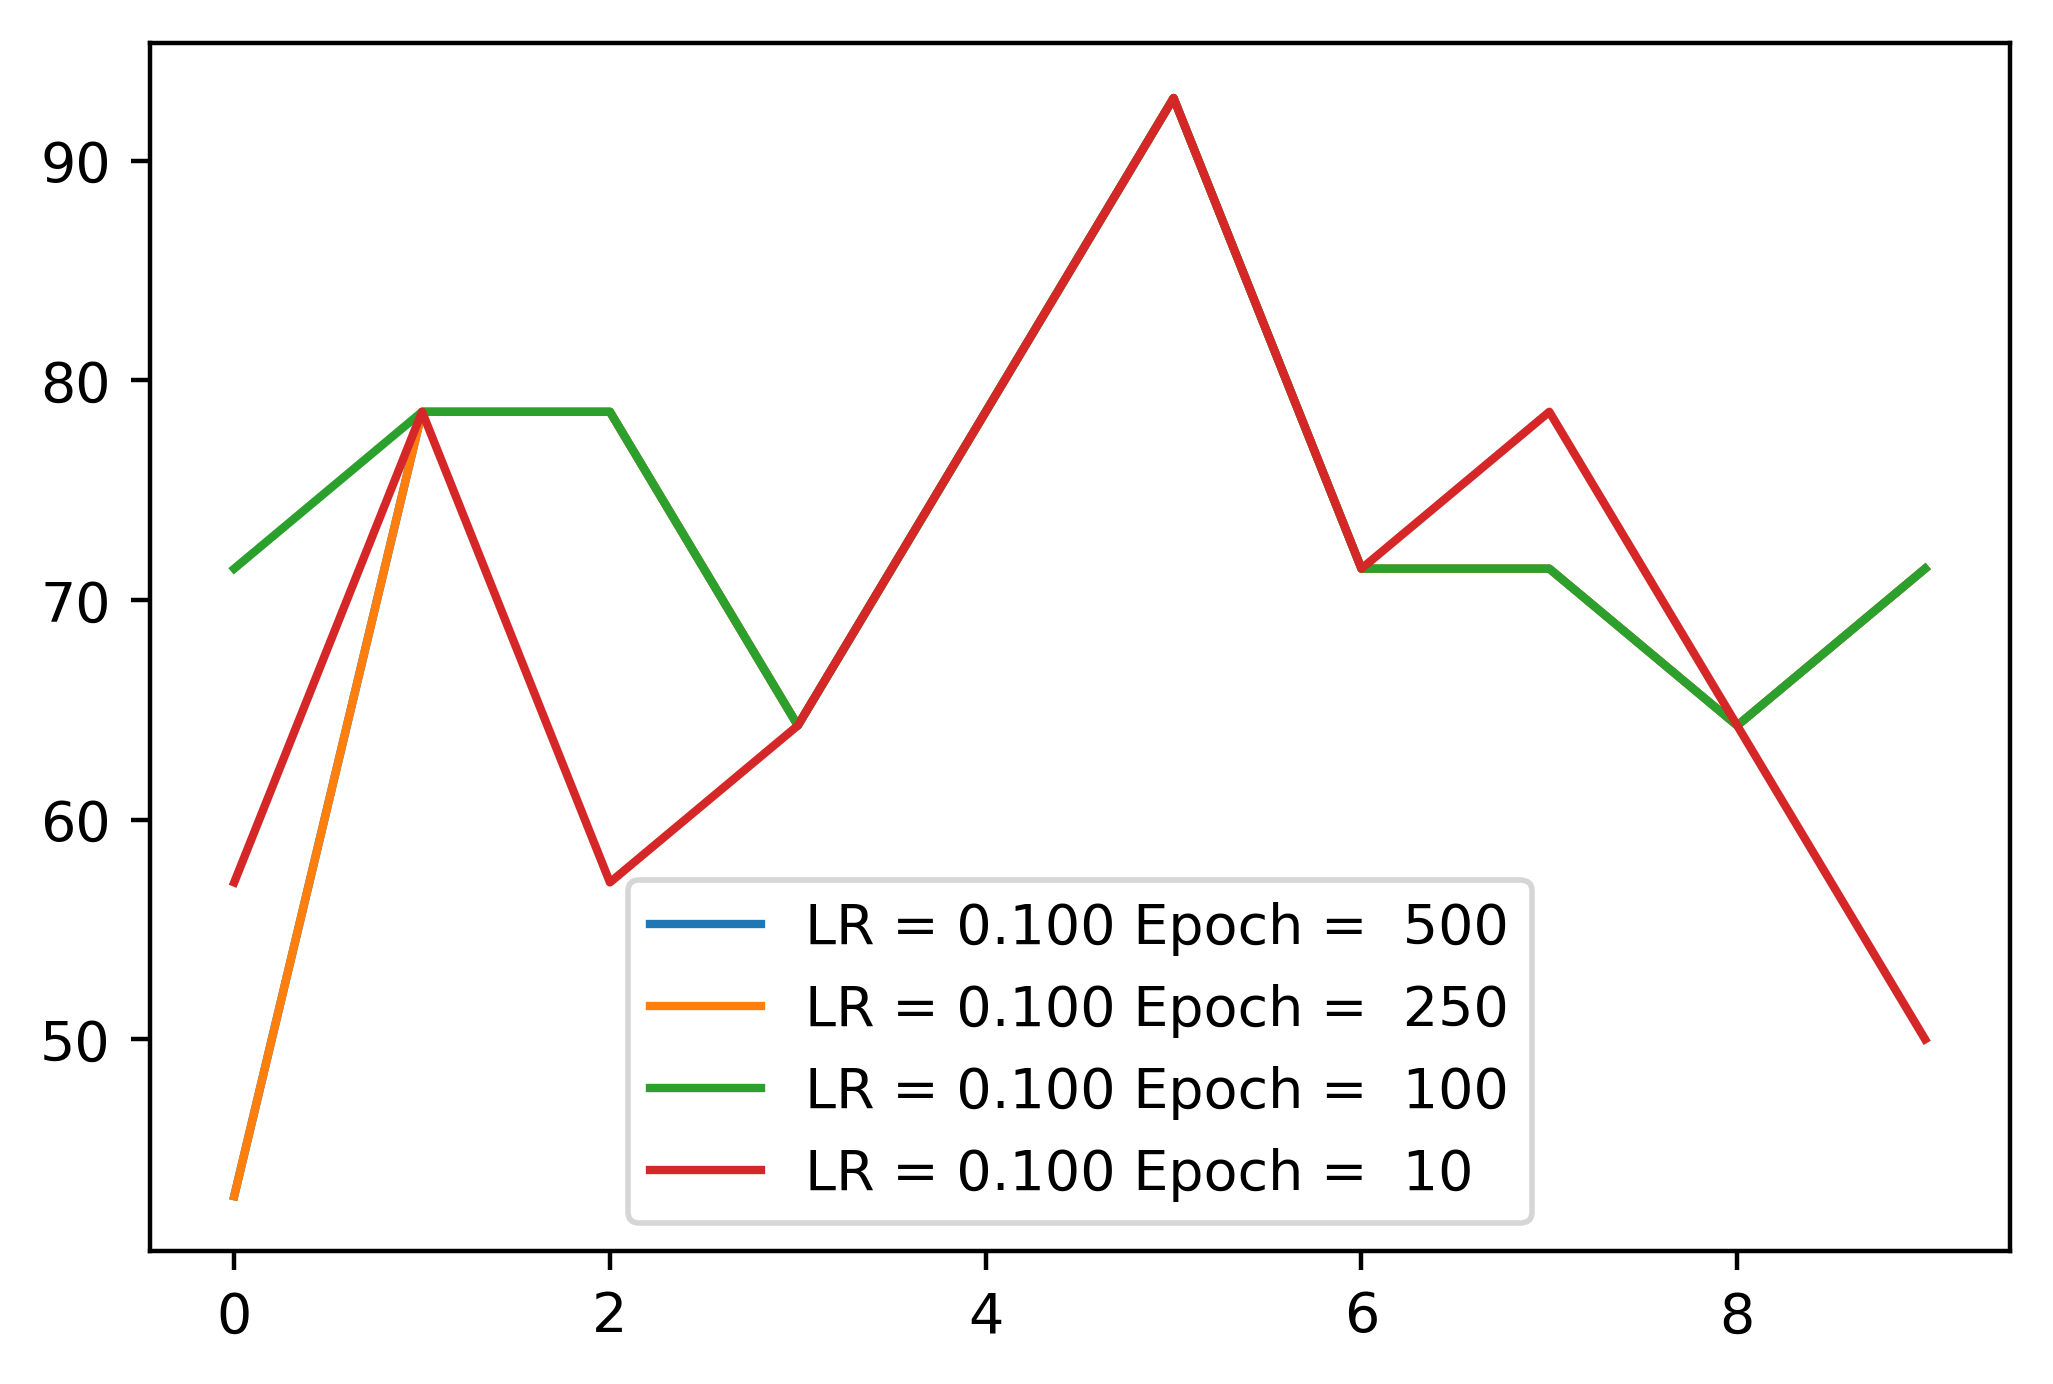 90
80
70
60
50
LR = 0.100 Epoch =  500
LR = 0.100 Epoch =  250
LR = 0.100 Epoch =  100
LR = 0.100 Epoch =  10
0 2 4 6 8